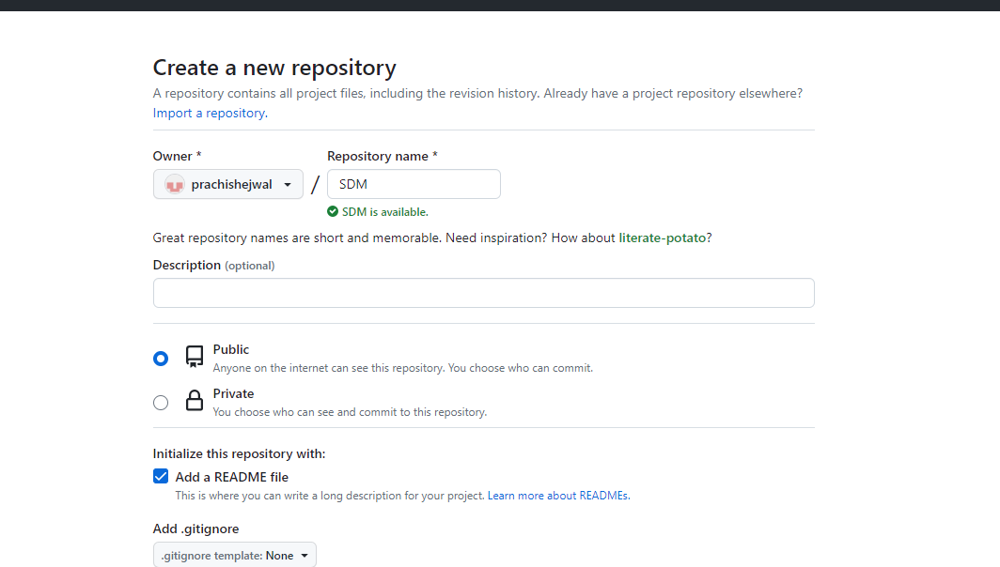 Create a new repository
A repository contains all project files, including the revision history. Already have a project repository elsewhere?
Import a repository.
Owner *
Repository name *
prachishejwal
/
SDM
SDM is available.
Great repository names are short and memorable. Need inspiration? How about literate-potato?
Description (optional)
Public
Anyone on the internet can see this repository. You choose who can commit.
Private
You choose who can see and commit to this repository.
Initialize this repository with:
Add a README file
This is where you can write a long description for your project. Learn more about READMEs.
Add .gitignore
.gitignore template: None